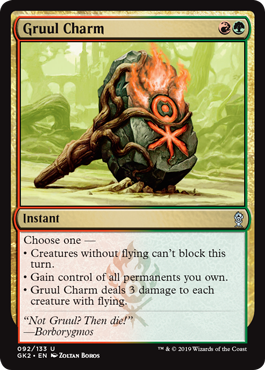 Gruul Charm
Instant
Choose one —
• Creatures without flying can't block this
turn.
• Gain control of all permanents you own.
• Gruul Charm deals 3 damage to each
creature with flying.
"Not Gruul? Then die!"
—Borborygmos
092/133 U
GK2 • EN Zoltan Boros
™ & © 2019 Wizards of the Coast